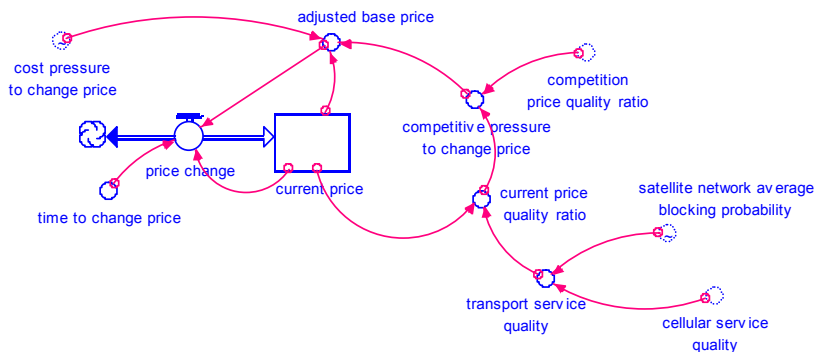 adjusted base price
cost pressure
to change price
competition
price quality ratio
competitive pressure
to change price
price change
current price
time to change price
current price
quality ratio
satellite network average
blocking probability
transport service
quality
cellular service
quality